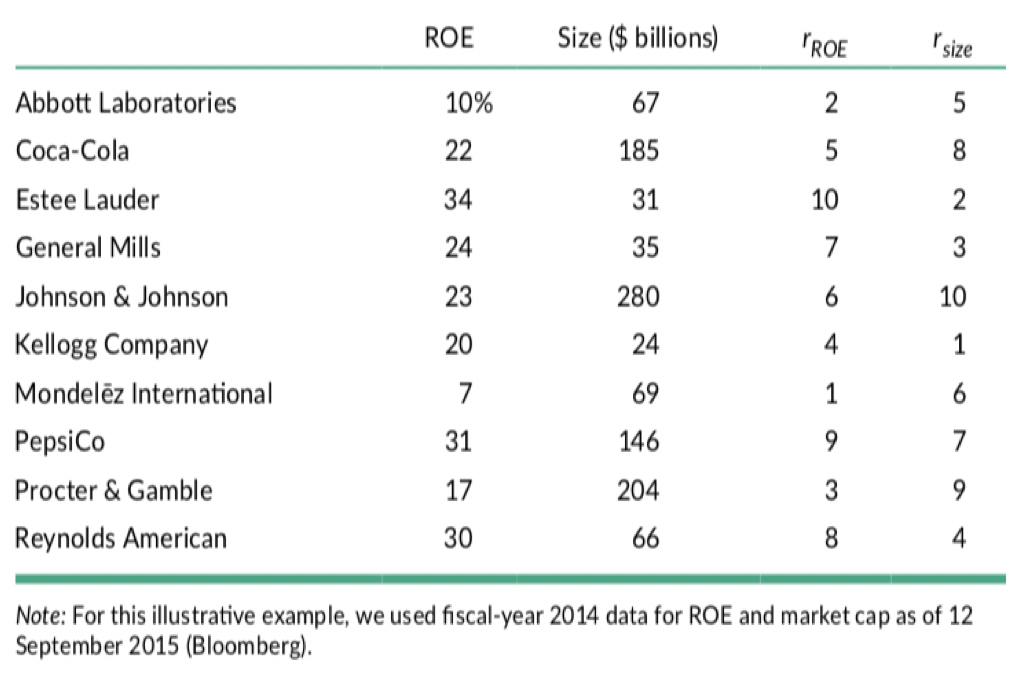 ROE Size ($ billions) rROE rsize
Abbott Laboratories 10% 67 2 5
Coca-Cola 22 185 5 8
Estee Lauder 34 31 10 2
General Mills 24 35 7 3
Johnson & Johnson 23 280 6 10
Kellogg Company 20 24 4 1
Mondelēz International 7 69 1 6
PepsiCo 31 146 9 7
Procter & Gamble 17 204 3 9
Reynolds American 30 66 8 4
Note: For this illustrative example, we used fiscal-year 2014 data for ROE and market cap as of 12
September 2015 (Bloomberg).